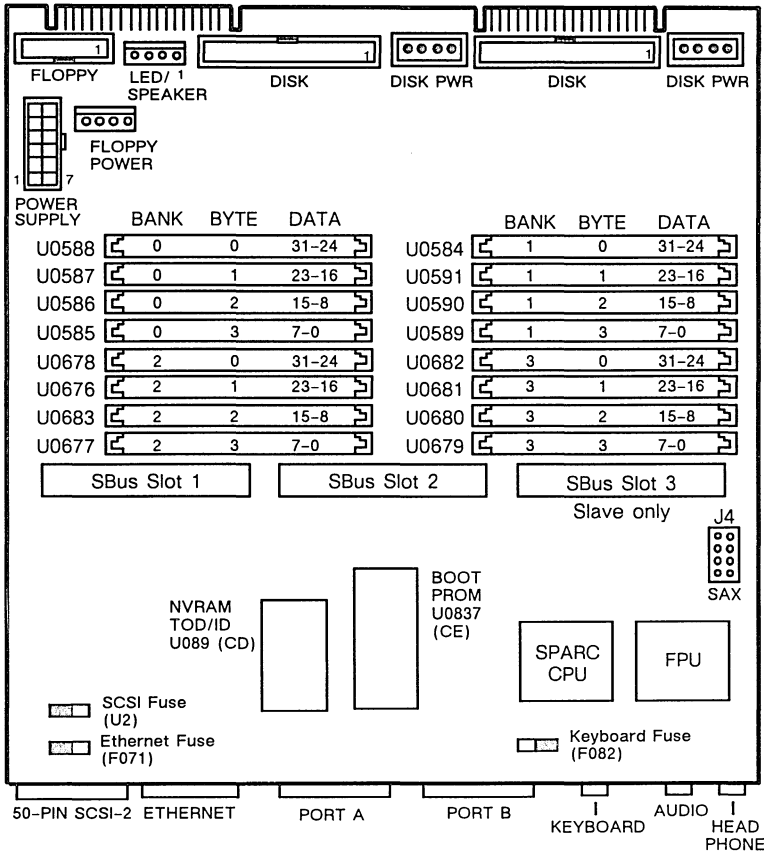 1
1
1
FLOPPY
LED/ 1
SPEAKER
DISK
DISK PWR
DISK
DISK PWR
FLOPPY
POWER
1
7
POWER
SUPPLY
BANK BYTE DATA
U0588 0 0 31-24
U0587 0 1 23-16
U0586 0 2 15-8
U0585 0 3 7-0
U0678 2 0 31-24
U0676 2 1 23-16
U0683 2 2 15-8
U0677 2 3 7-0
BANK BYTE DATA
U0584 1 0 31-24
U0591 1 1 23-16
U0590 1 2 15-8
U0589 1 3 7-0
U0682 3 0 31-24
U0681 3 1 23-16
U0680 3 2 15-8
U0679 3 3 7-0
SBus Slot 1
SBus Slot 2
SBus Slot 3
Slave only
J4
SAX
NVRAM
TOD/ID
U089 (CD)
BOOT
PROM
U0837
(CE)
SPARC
CPU
FPU
SCSI Fuse
(U2)
Ethernet Fuse
(F071)
Keyboard Fuse
(F082)
50-PIN SCSI-2
ETHERNET
PORT A
PORT B
KEYBOARD
AUDIO
HEAD
PHONE